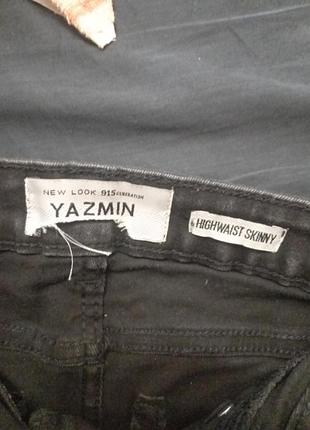 NEW LOOK 915 GENERATION
YAZMIN
HIGHWAIST SKINNY